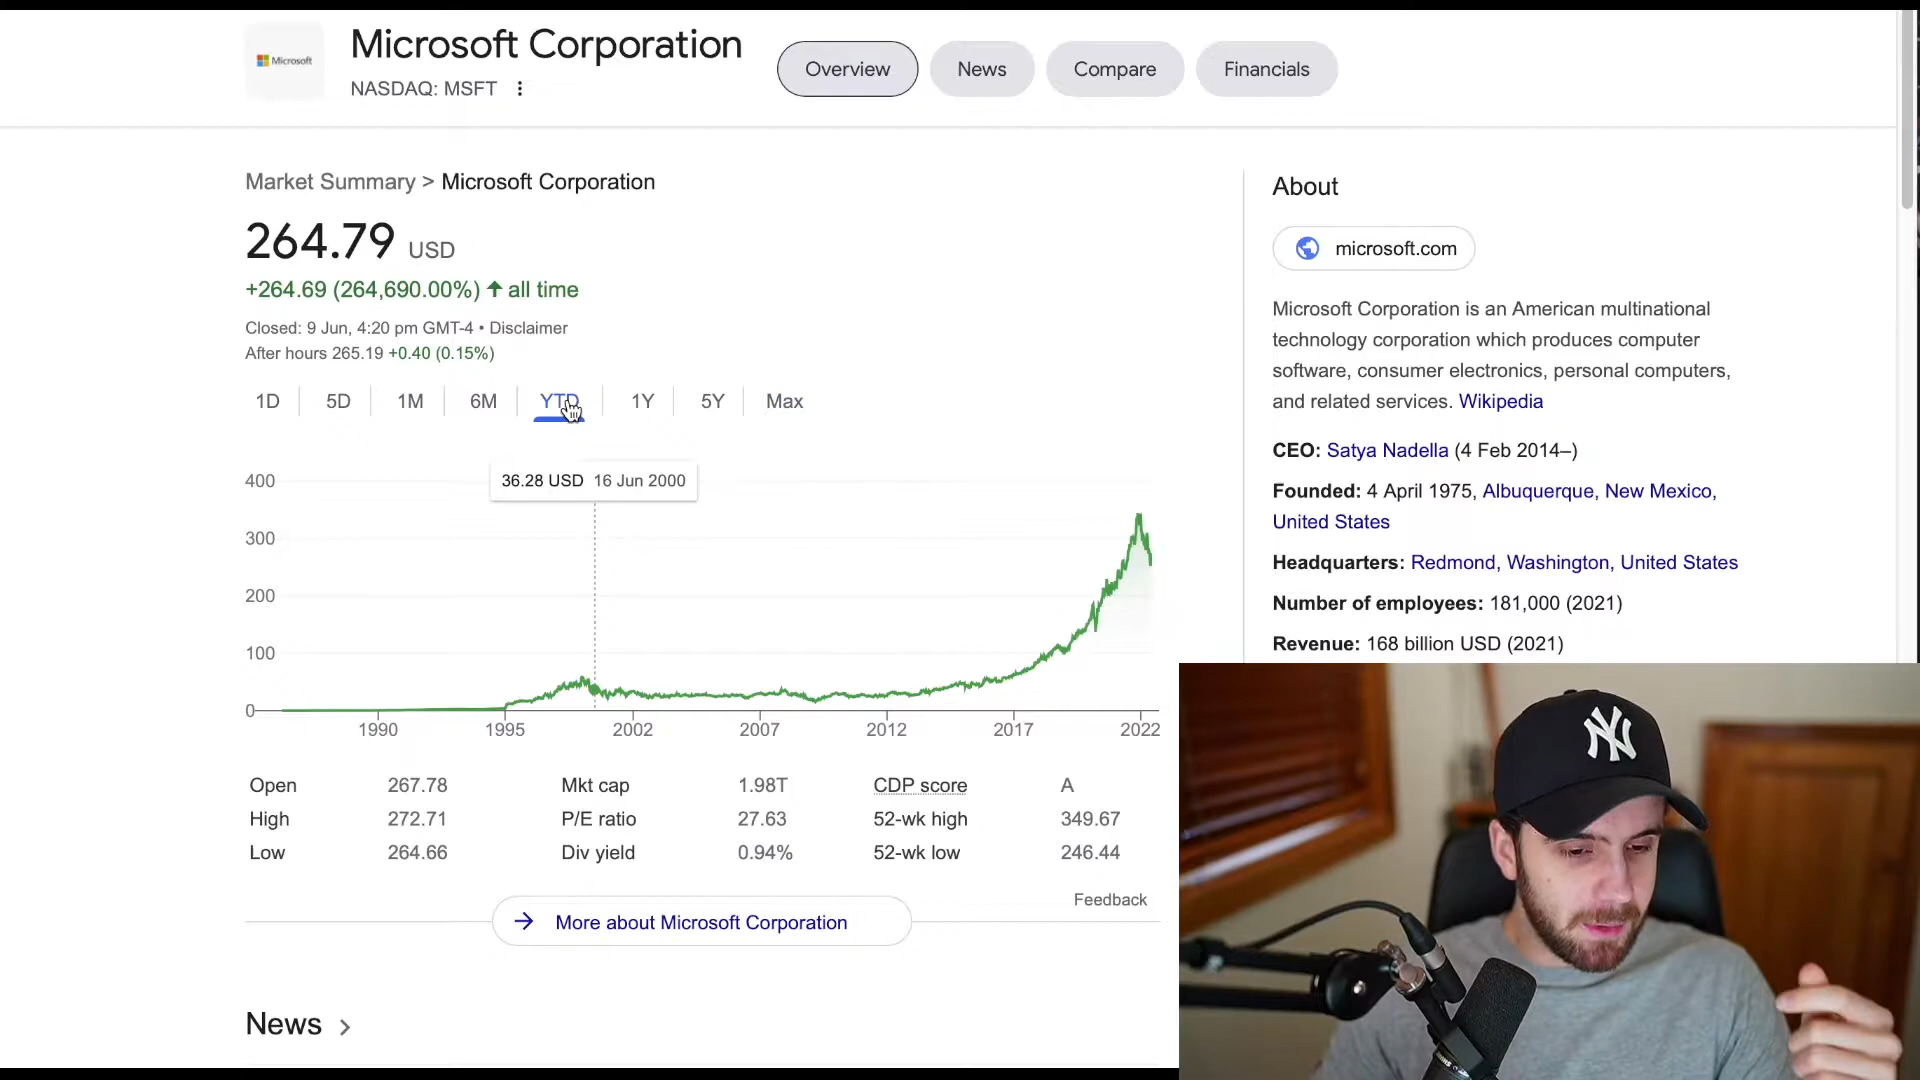 Microsoft
Microsoft Corporation
NASDAQ: MSFT
Overview
News
Compare
Financials
Market Summary > Microsoft Corporation
264.79 USD
+264.69 (264,690.00%) ↑ all time
Closed: 9 Jun, 4:20 pm GMT-4 • Disclaimer
After hours 265.19 +0.40 (0.15%)
1D 5D 1M 6M YTD 1Y 5Y Max
36.28 USD 16 Jun 2000
400
300
200
100
0
1990 1995 2002 2007 2012 2017 2022
Open 267.78 Mkt cap 1.98T CDP score A
High 272.71 P/E ratio 27.63 52-wk high 349.67
Low 264.66 Div yield 0.94% 52-wk low 246.44
Feedback
More about Microsoft Corporation
News
About
microsoft.com
Microsoft Corporation is an American multinational
technology corporation which produces computer
software, consumer electronics, personal computers,
and related services. Wikipedia
CEO: Satya Nadella (4 Feb 2014–)
Founded: 4 April 1975, Albuquerque, New Mexico,
United States
Headquarters: Redmond, Washington, United States
Number of employees: 181,000 (2021)
Revenue: 168 billion USD (2021)
NY